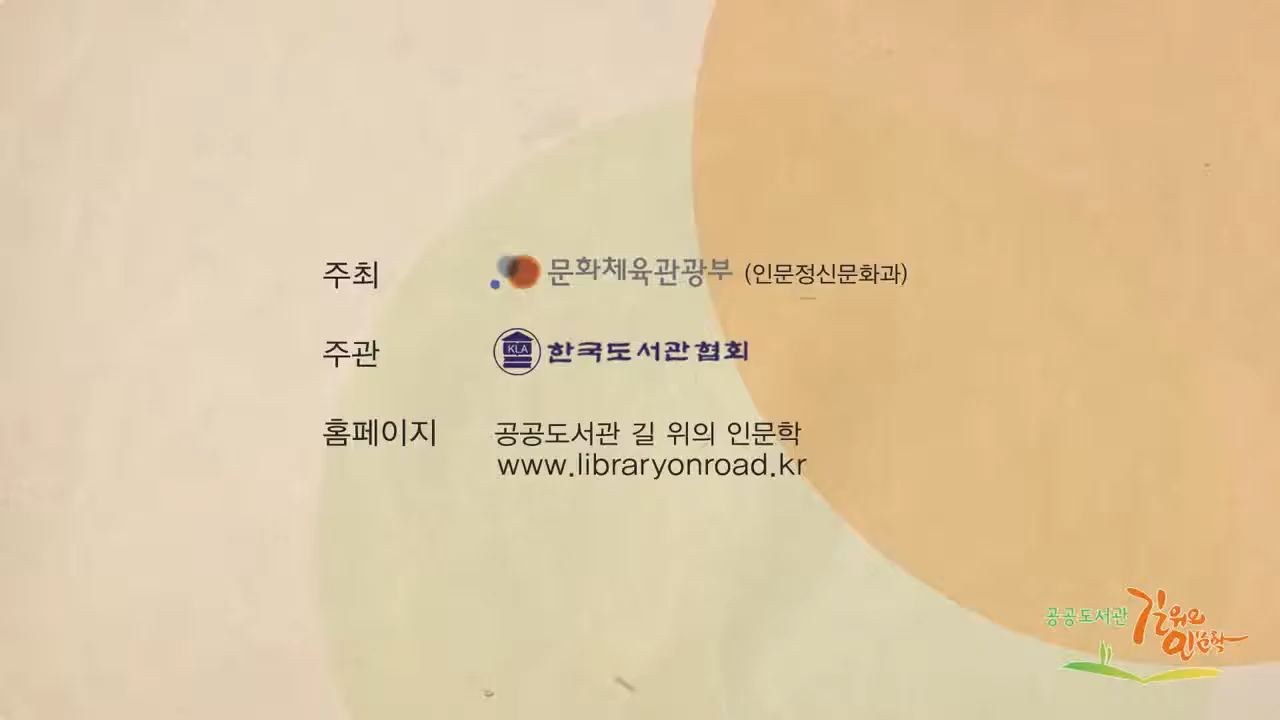 주최 문화체육관광부 (인문정신문화과)
주관 KLA 한국도서관협회
홈페이지 공공도서관 길 위의 인문학
www.libraryonroad.kr
공공도서관 길 위의 인문학